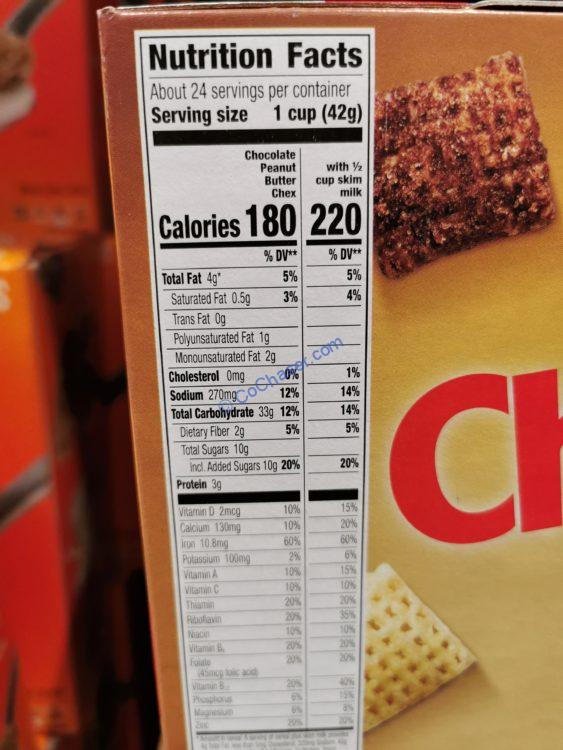 Nutrition Facts
About 24 servings per container
Serving size 1 cup (42g)
Chocolate
Peanut
Butter
Chex
with ½
cup skim
milk
Calories 180 220
% DV** % DV**
Total Fat 4g* 5% 5%
Saturated Fat 0.5g 3% 4%
Trans Fat 0g
Polyunsaturated Fat 1g
Monounsaturated Fat 2g
Cholesterol 0mg 0% 1%
Sodium 270mg 12% 14%
Total Carbohydrate 33g 12% 14%
Dietary Fiber 2g 5% 5%
Total Sugars 10g
Incl. Added Sugars 10g 20% 20%
Protein 3g
Vitamin D 2mcg 10% 15%
Calcium 130mg 10% 20%
Iron 10.8mg 60% 60%
Potassium 100mg 2% 6%
Vitamin A 10% 15%
Vitamin C 10% 10%
Thiamin 20% 20%
Riboflavin 20% 35%
Niacin 10% 10%
Vitamin B6 20% 20%
Folate 20% 20%
(45mcg folic acid)
Vitamin B12 20% 40%
Phosphorus 6% 15%
Magnesium 6% 8%
Zinc 20% 20%
CoChaser.com
Ch